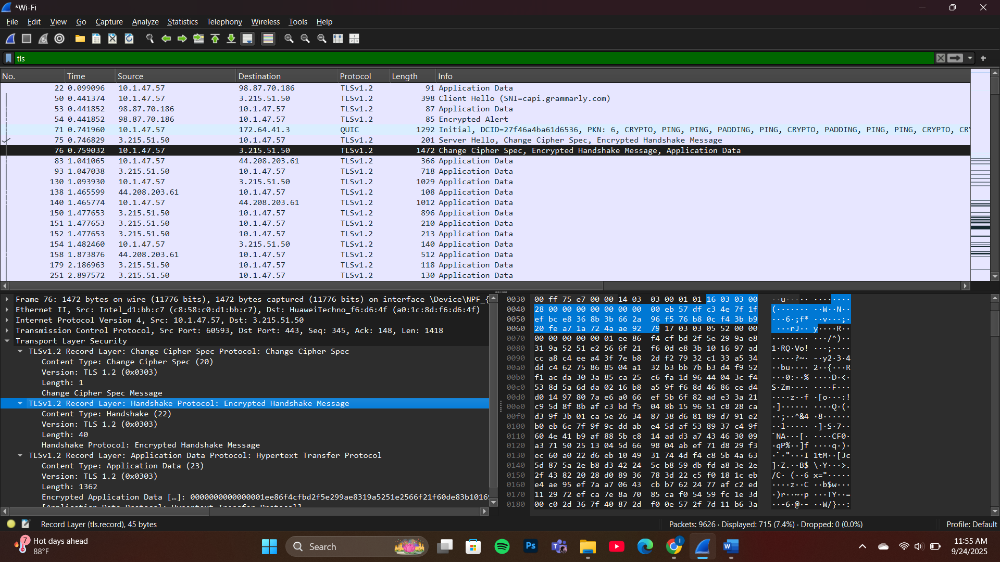 *Wi-Fi
File Edit View Go Capture Analyze Statistics Telephony Wireless Tools Help
tls
No. Time Source Destination Protocol Length Info
22 0.099096 10.1.47.57 98.87.70.186 TLSv1.2 91 Application Data
50 0.441374 10.1.47.57 3.215.51.50 TLSv1.2 398 Client Hello (SNI=capi.grammarly.com)
53 0.441852 98.87.70.186 10.1.47.57 TLSv1.2 87 Application Data
54 0.441852 98.87.70.186 10.1.47.57 TLSv1.2 85 Encrypted Alert
71 0.741960 10.1.47.57 172.64.41.3 QUIC 1292 Initial, DCID=27f46a4ba61d6536, PKN: 6, CRYPTO, PING, PING, PADDING, PING, CRYPTO, PADDING, PING, PING, CRYPTO, CRY
75 0.746829 3.215.51.50 10.1.47.57 TLSv1.2 201 Server Hello, Change Cipher Spec, Encrypted Handshake Message
76 0.759032 10.1.47.57 3.215.51.50 TLSv1.2 1472 Change Cipher Spec, Encrypted Handshake Message, Application Data
83 1.041065 10.1.47.57 44.208.203.61 TLSv1.2 366 Application Data
93 1.047038 3.215.51.50 10.1.47.57 TLSv1.2 718 Application Data
130 1.093930 10.1.47.57 3.215.51.50 TLSv1.2 1029 Application Data
138 1.465599 44.208.203.61 10.1.47.57 TLSv1.2 108 Application Data
140 1.465774 10.1.47.57 44.208.203.61 TLSv1.2 1012 Application Data
150 1.477653 3.215.51.50 10.1.47.57 TLSv1.2 896 Application Data
151 1.477653 3.215.51.50 10.1.47.57 TLSv1.2 210 Application Data
152 1.477653 3.215.51.50 10.1.47.57 TLSv1.2 213 Application Data
154 1.482460 10.1.47.57 3.215.51.50 TLSv1.2 140 Application Data
158 1.873876 44.208.203.61 10.1.47.57 TLSv1.2 512 Application Data
179 2.186963 3.215.51.50 10.1.47.57 TLSv1.2 118 Application Data
251 2.897572 3.215.51.50 10.1.47.57 TLSv1.2 130 Application Data
Frame 76: 1472 bytes on wire (11776 bits), 1472 bytes captured (11776 bits) on interface \Device\NPF_{
Ethernet II, Src: Intel_d1:bb:c7 (c8:58:c0:d1:bb:c7), Dst: HuaweiTechno_f6:d6:4f (a0:1c:8d:f6:d6:4f)
Internet Protocol Version 4, Src: 10.1.47.57, Dst: 3.215.51.50
Transmission Control Protocol, Src Port: 60593, Dst Port: 443, Seq: 345, Ack: 148, Len: 1418
Transport Layer Security
TLSv1.2 Record Layer: Change Cipher Spec Protocol: Change Cipher Spec
Content Type: Change Cipher Spec (20)
Version: TLS 1.2 (0x0303)
Length: 1
Change Cipher Spec Message
TLSv1.2 Record Layer: Handshake Protocol: Encrypted Handshake Message
Content Type: Handshake (22)
Version: TLS 1.2 (0x0303)
Length: 40
Handshake Protocol: Encrypted Handshake Message
TLSv1.2 Record Layer: Application Data Protocol: Hypertext Transfer Protocol
Content Type: Application Data (23)
Version: TLS 1.2 (0x0303)
Length: 1362
Encrypted Application Data […]: 0000000000000001ee86f4cfbd2f5e299ae8319a5251e2566f21f60de83b1016
[Application Data Protocol: Hypertext Transfer Protocol]
0030 00 ff 75 e7 00 00 14 03 03 00 01 01 16 03 03 00 ··u·············
0040 28 00 00 00 00 00 00 00 00 eb 57 df c3 4e 7f 1f (·········W··N··
0050 ef bc e8 36 8b 3b 66 2a 96 f5 76 b8 0c f4 3b b9 ···6·;f*··v···;·
0060 20 fe a7 1a 72 4a ae 92 79 17 03 03 05 52 00 00 ···rJ··y····R··
0070 00 00 00 00 00 01 ee 86 f4 cf bd 2f 5e 29 9a e8 ···········/^)··
0080 31 9a 52 51 e2 56 6f 21 f6 0d e8 3b 10 16 97 ad 1·RQ·Vo!···;····
0090 cc a8 c4 ee a4 3f 7e b8 2d f2 79 32 c1 33 a5 34 ·····?~·-·y2·3·4
00a0 dd c4 62 75 86 85 04 a1 32 b3 bb 7b b3 d4 f9 52 ··bu····2··{···R
00b0 f1 ac da 30 3a 85 ca 25 c6 fa 1d 96 44 04 3c f4 ···0:··%····D·<·
00c0 53 8d 5a 6d da 02 16 b8 a5 9f f6 8d 46 86 ce d4 S·Zm········F···
00d0 d0 14 97 80 7a e6 a0 66 ef 5b 6f 82 ad e3 3a 21 ····z··f·[o···:!
00e0 c9 5d 8f 8b af c3 bd f5 04 8b 15 96 51 c8 28 ca ·]··········Q·(·
00f0 d3 9f 3b 01 ca 5e 26 34 87 38 d6 81 89 d7 91 e2 ··;··^&4·8······
0100 b0 eb 6c 7f 9f 9c dd ab e4 5d af 53 89 37 c4 9f ··l······]·S·7··
0110 60 4e 41 b9 af 88 5b c8 14 ad d3 a7 43 46 30 09 `NA···[·····CF0·
0120 a3 71 50 25 13 04 5d 66 98 04 ab ef 71 d8 29 f3 ·qP%··]f····q·)·
0130 ec 60 a0 22 d6 eb 10 49 31 74 4d f4 c8 5b 4a 63 ·`·"···I1tM··[Jc
0140 5d 87 5a 2e b8 d3 42 24 5c b8 59 db fd a8 3e 2e ]·Z...B$\·Y···>.
0150 2f 43 82 20 28 d0 89 36 78 3d 22 c5 f0 18 1c eb /C· (··6x="·····
0160 e4 ae 95 ef 7a a7 06 43 cb b7 62 24 77 af c2 ed ····z··C··b$w···
0170 11 29 72 ef ca 7e 8a 70 85 ca f0 54 59 fc 1e 3d ·)r··~·p···TY··=
0180 00 c0 2d 36 7f 40 87 2d f0 0e 57 2f 7d 11 b6 3a ··-6·@·-··W/}··:
Record Layer (tls.record), 45 bytes
Packets: 9626 · Displayed: 715 (7.4%) · Dropped: 0 (0.0%)
Profile: Default
7
Hot days ahead
88°F
Search
Ps
11:55 AM
9/24/2025